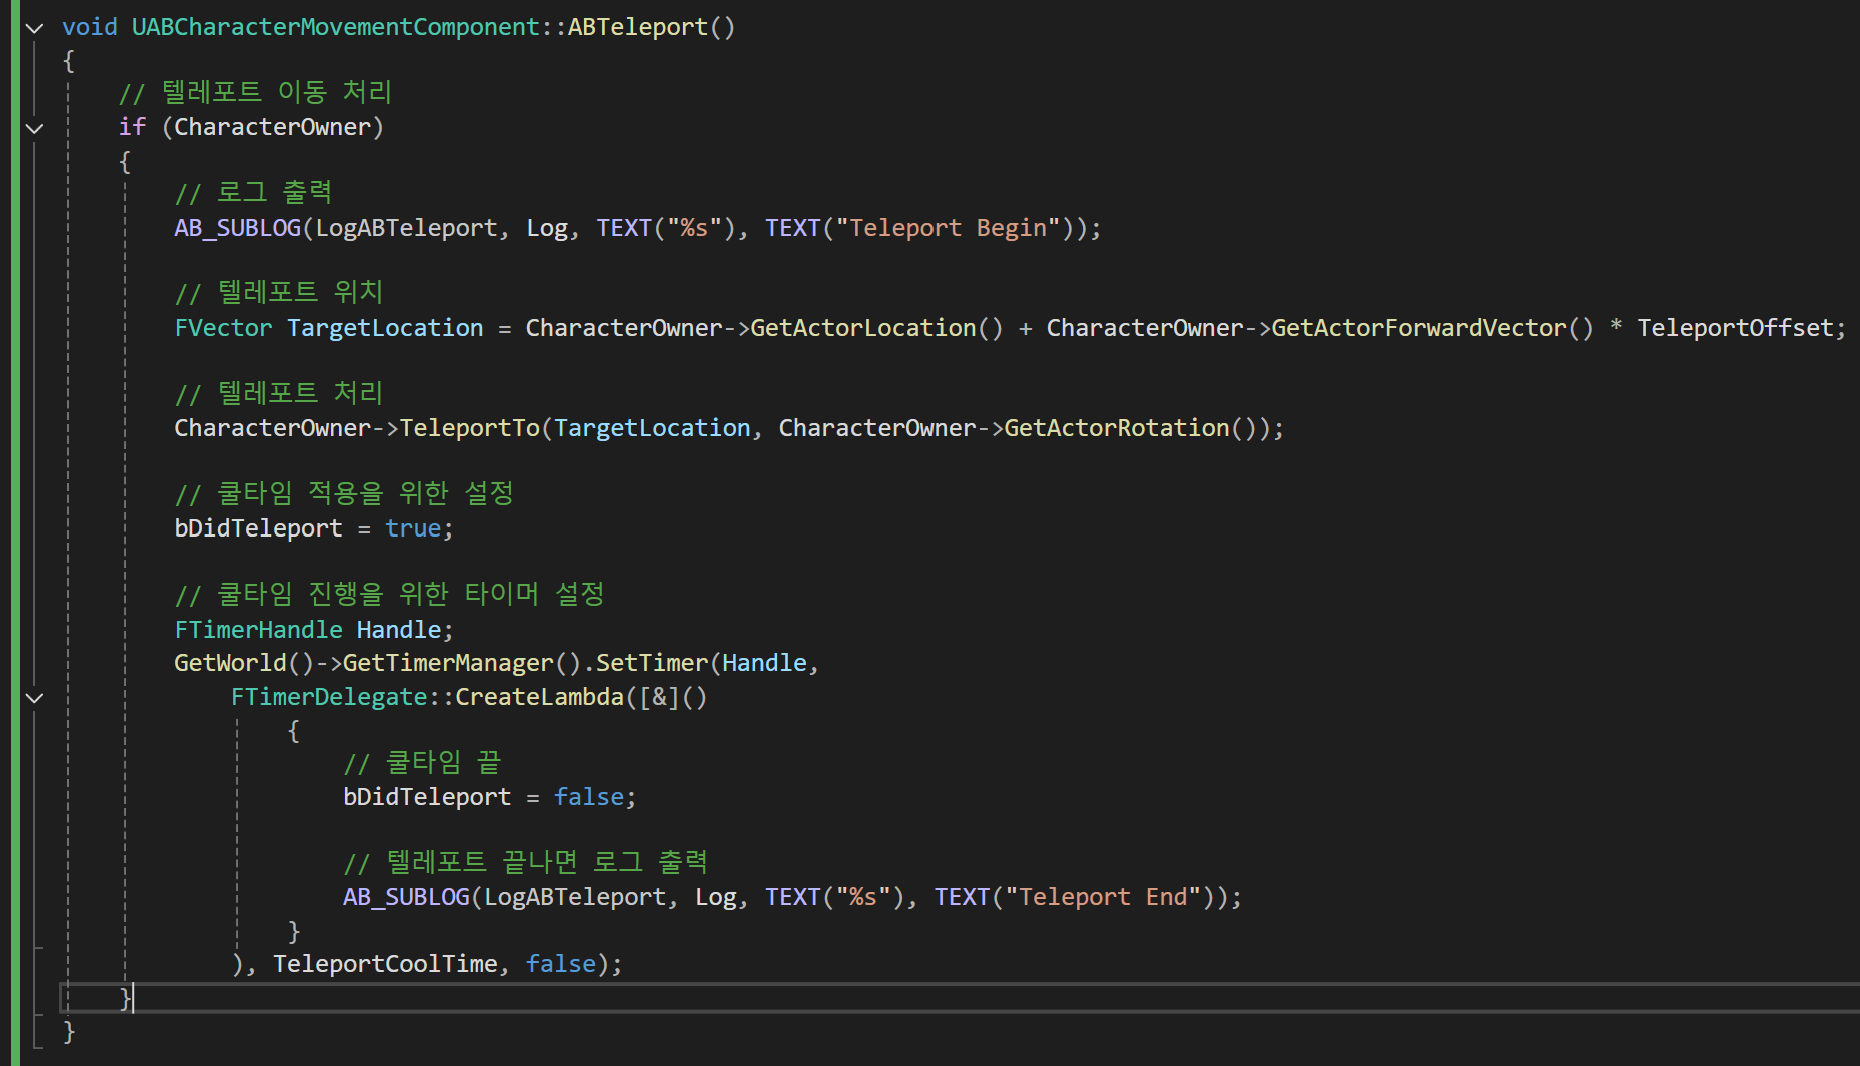 void UABCharacterMovementComponent::ABTeleport()
{
// 텔레포트 이동 처리
if (CharacterOwner)
{
// 로그 출력
AB_SUBLOG(LogABTeleport, Log, TEXT("%s"), TEXT("Teleport Begin"));
// 텔레포트 위치
FVector TargetLocation = CharacterOwner->GetActorLocation() + CharacterOwner->GetActorForwardVector() * TeleportOffset;
// 텔레포트 처리
CharacterOwner->TeleportTo(TargetLocation, CharacterOwner->GetActorRotation());
// 쿨타임 적용을 위한 설정
bDidTeleport = true;
// 쿨타임 진행을 위한 타이머 설정
FTimerHandle Handle;
GetWorld()->GetTimerManager().SetTimer(Handle,
FTimerDelegate::CreateLambda([&]()
{
// 쿨타임 끝
bDidTeleport = false;
// 텔레포트 끝나면 로그 출력
AB_SUBLOG(LogABTeleport, Log, TEXT("%s"), TEXT("Teleport End"));
}
), TeleportCoolTime, false);
}
}